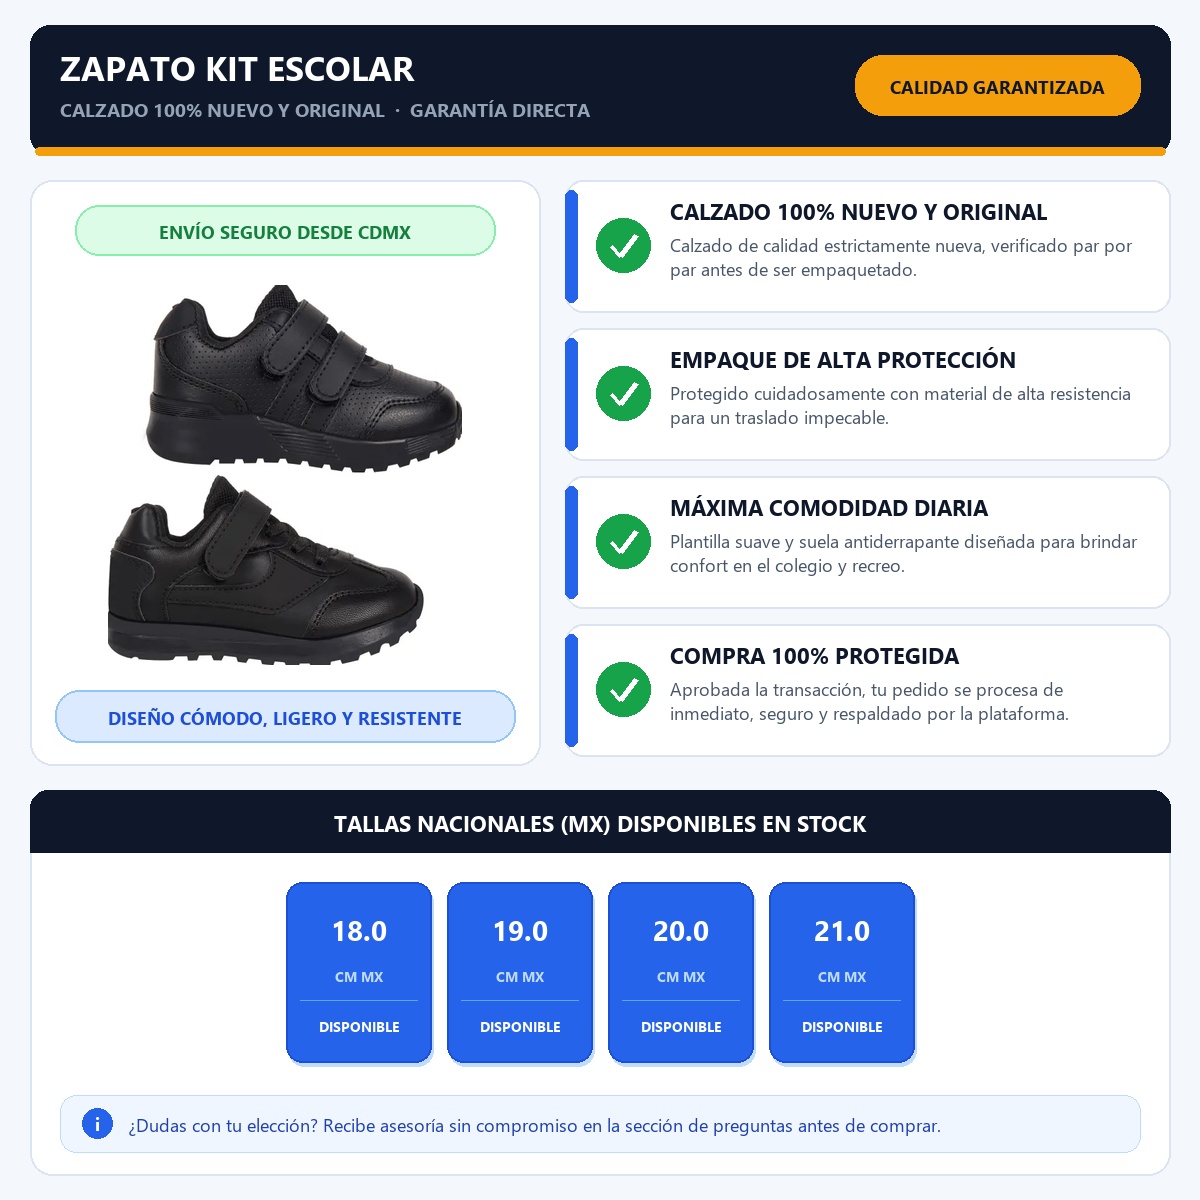 ZAPATO KIT ESCOLAR
CALZADO 100% NUEVO Y ORIGINAL · GARANTÍA DIRECTA
CALIDAD GARANTIZADA
ENVÍO SEGURO DESDE CDMX
DISEÑO CÓMODO, LIGERO Y RESISTENTE
CALZADO 100% NUEVO Y ORIGINAL
Calzado de calidad estrictamente nueva, verificado par por
par antes de ser empaquetado.
EMPAQUE DE ALTA PROTECCIÓN
Protegido cuidadosamente con material de alta resistencia
para un traslado impecable.
MÁXIMA COMODIDAD DIARIA
Plantilla suave y suela antiderrapante diseñada para brindar
confort en el colegio y recreo.
COMPRA 100% PROTEGIDA
Aprobada la transacción, tu pedido se procesa de
inmediato, seguro y respaldado por la plataforma.
TALLAS NACIONALES (MX) DISPONIBLES EN STOCK
18.0
CM MX
DISPONIBLE
19.0
CM MX
DISPONIBLE
20.0
CM MX
DISPONIBLE
21.0
CM MX
DISPONIBLE
¿Dudas con tu elección? Recibe asesoría sin compromiso en la sección de preguntas antes de comprar.